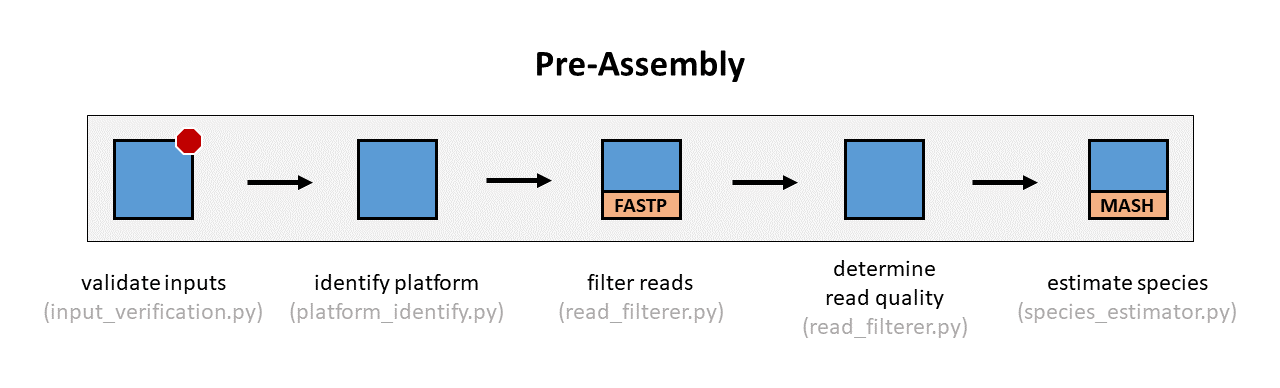 Pre-Assembly
FASTP
MASH
validate inputs
(input_verification.py)
identify platform
(platform_identify.py)
filter reads
(read_filterer.py)
determine
read quality
(read_filterer.py)
estimate species
(species_estimator.py)